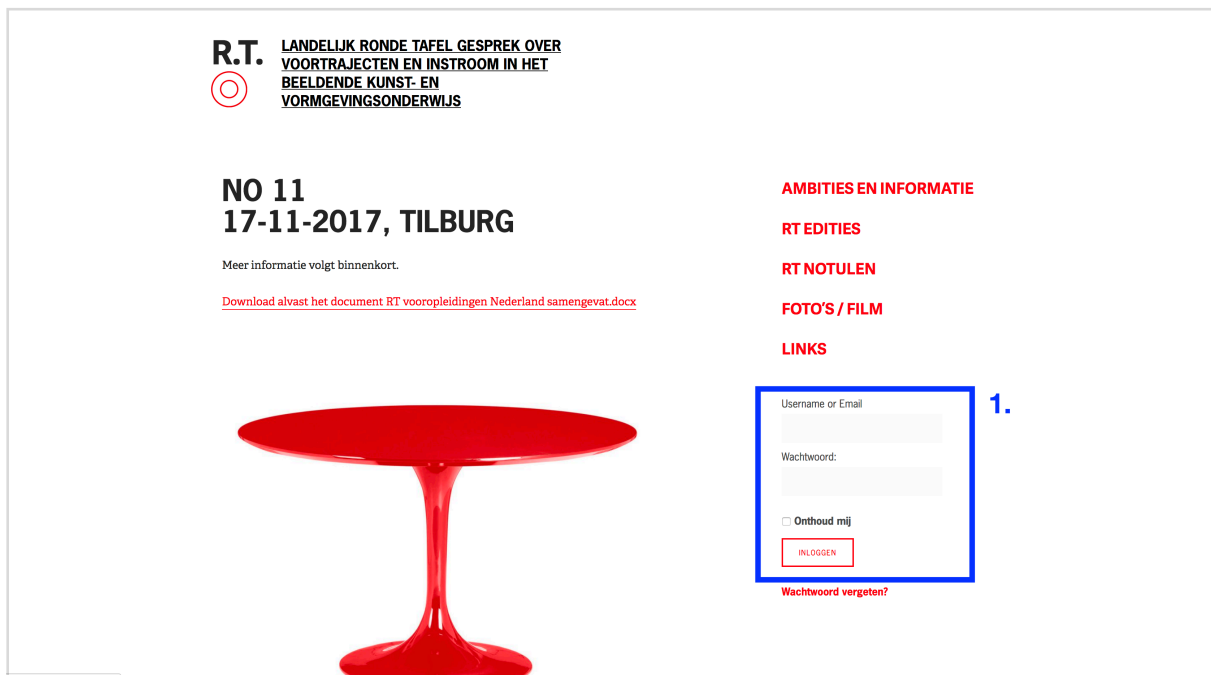 R.T.
LANDELIJK RONDE TAFEL GESPREK OVER
VOORTRAJECTEN EN INSTROOM IN HET
BEELDENDE KUNST- EN
VORMGEVINGSONDERWIJS
NO 11
17-11-2017, TILBURG
Meer informatie volgt binnenkort.
Download alvast het document RT vooropleidingen Nederland samengevat.docx
AMBITIES EN INFORMATIE
RT EDITIES
RT NOTULEN
FOTO'S / FILM
LINKS
1.
Username or Email
Wachtwoord:
Onthoud mij
INLOGGEN
Wachtwoord vergeten?